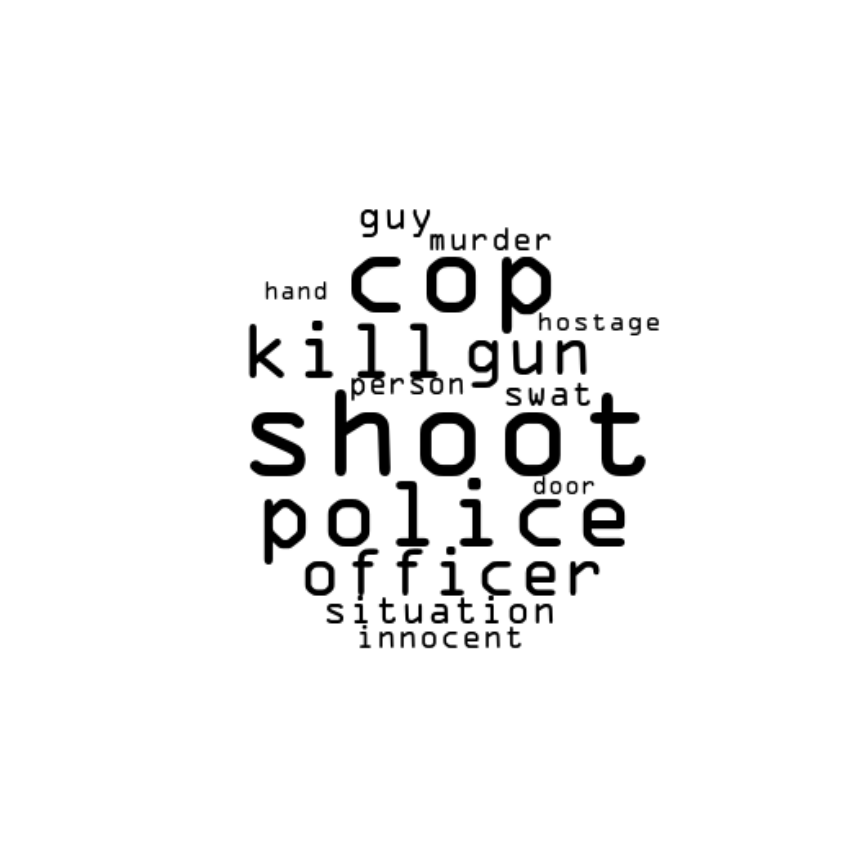 guy
murder
cop
hand
hostage
kill gun
person
swat
shoot
door
police
officer
situation
innocent